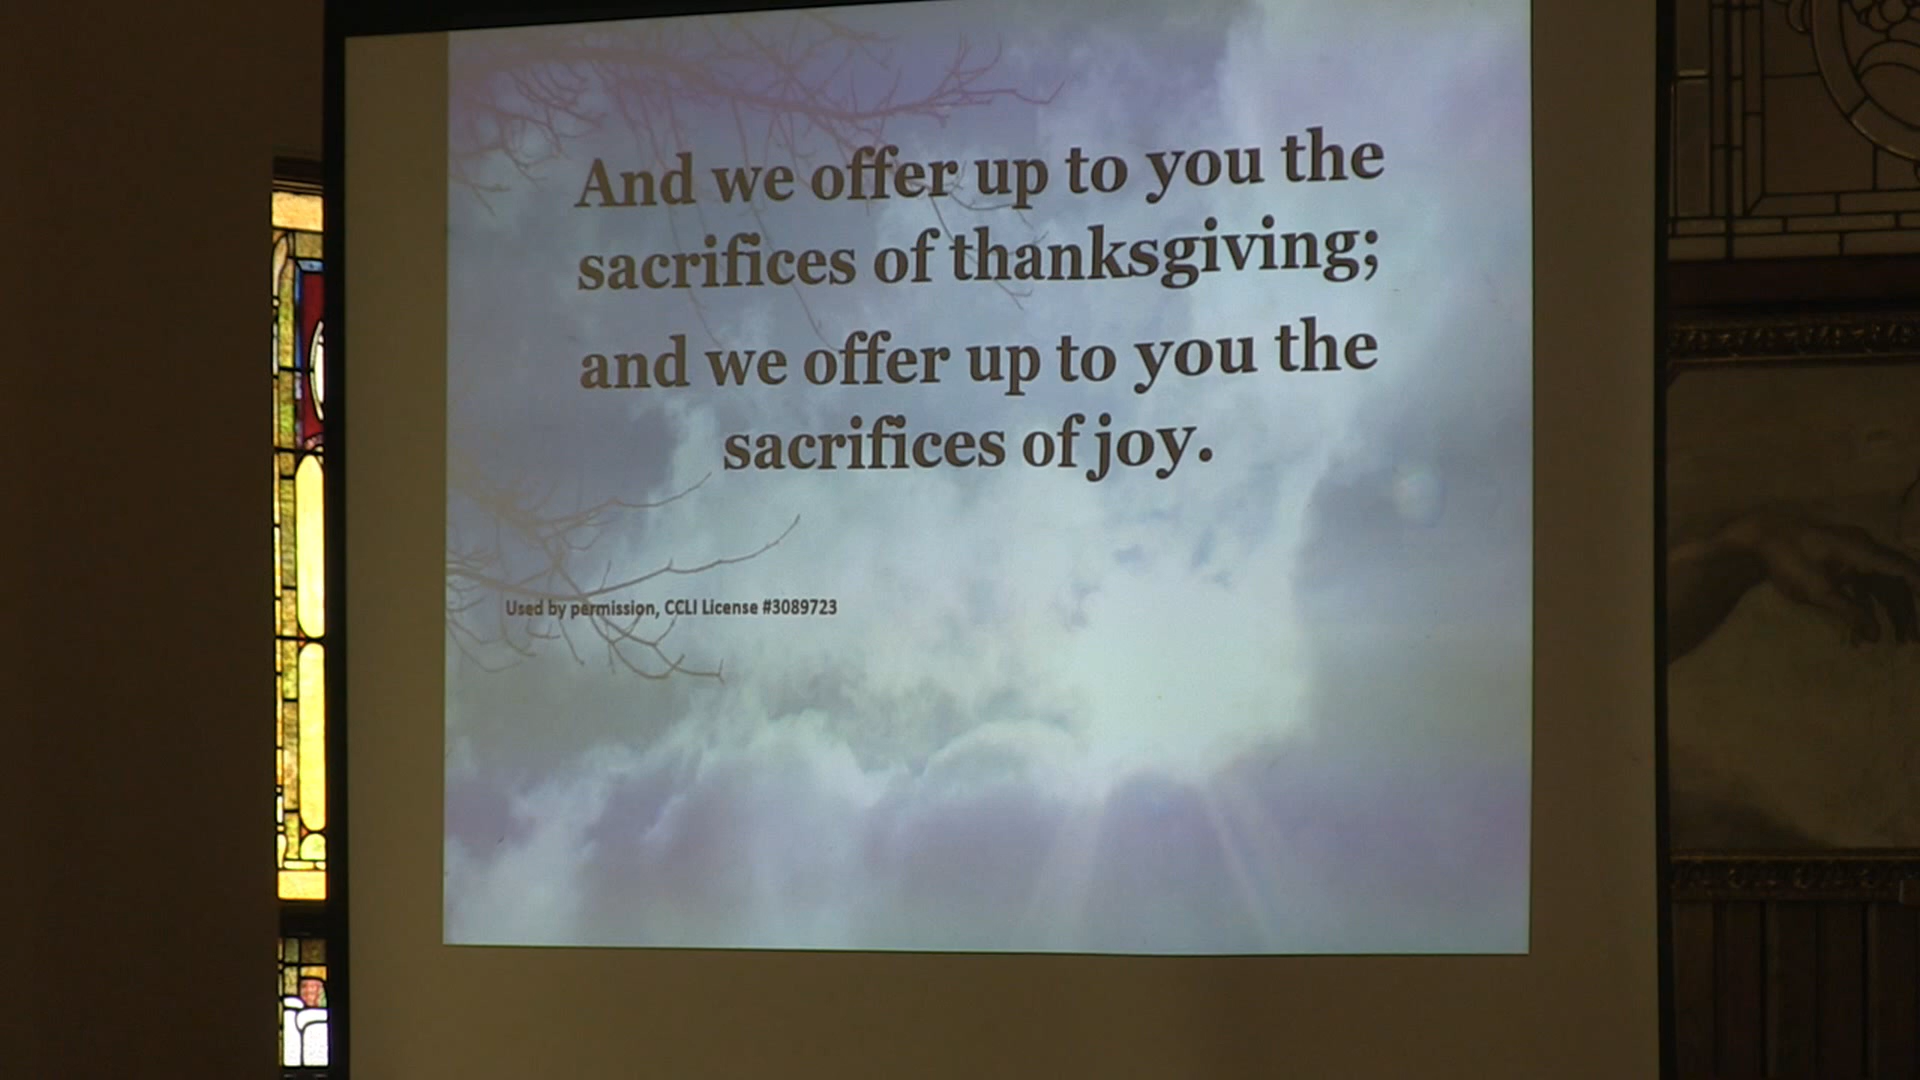 And we offer up to you the
sacrifices of thanksgiving;
and we offer up to you the
sacrifices of joy.
Used by permission, CCLI License #3089723